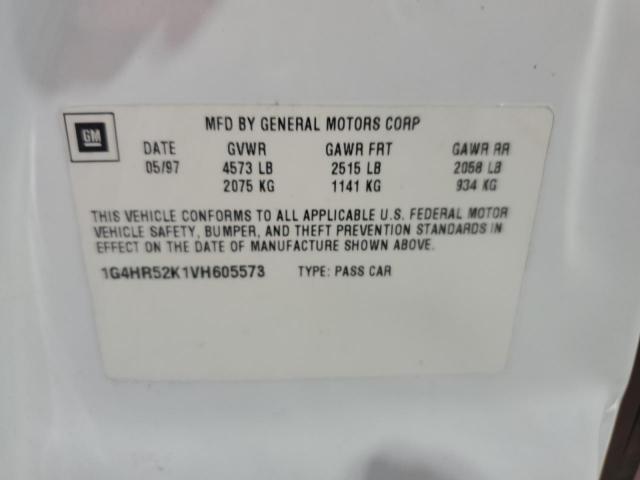 GM
MFD BY GENERAL MOTORS CORP
DATE GVWR GAWR FRT GAWR RR
05/97 4573 LB 2515 LB 2058 LB
2075 KG 1141 KG 934 KG
THIS VEHICLE CONFORMS TO ALL APPLICABLE U.S. FEDERAL MOTOR
VEHICLE SAFETY, BUMPER, AND THEFT PREVENTION STANDARDS IN
EFFECT ON THE DATE OF MANUFACTURE SHOWN ABOVE.
1G4HR52K1VH605573 TYPE: PASS CAR